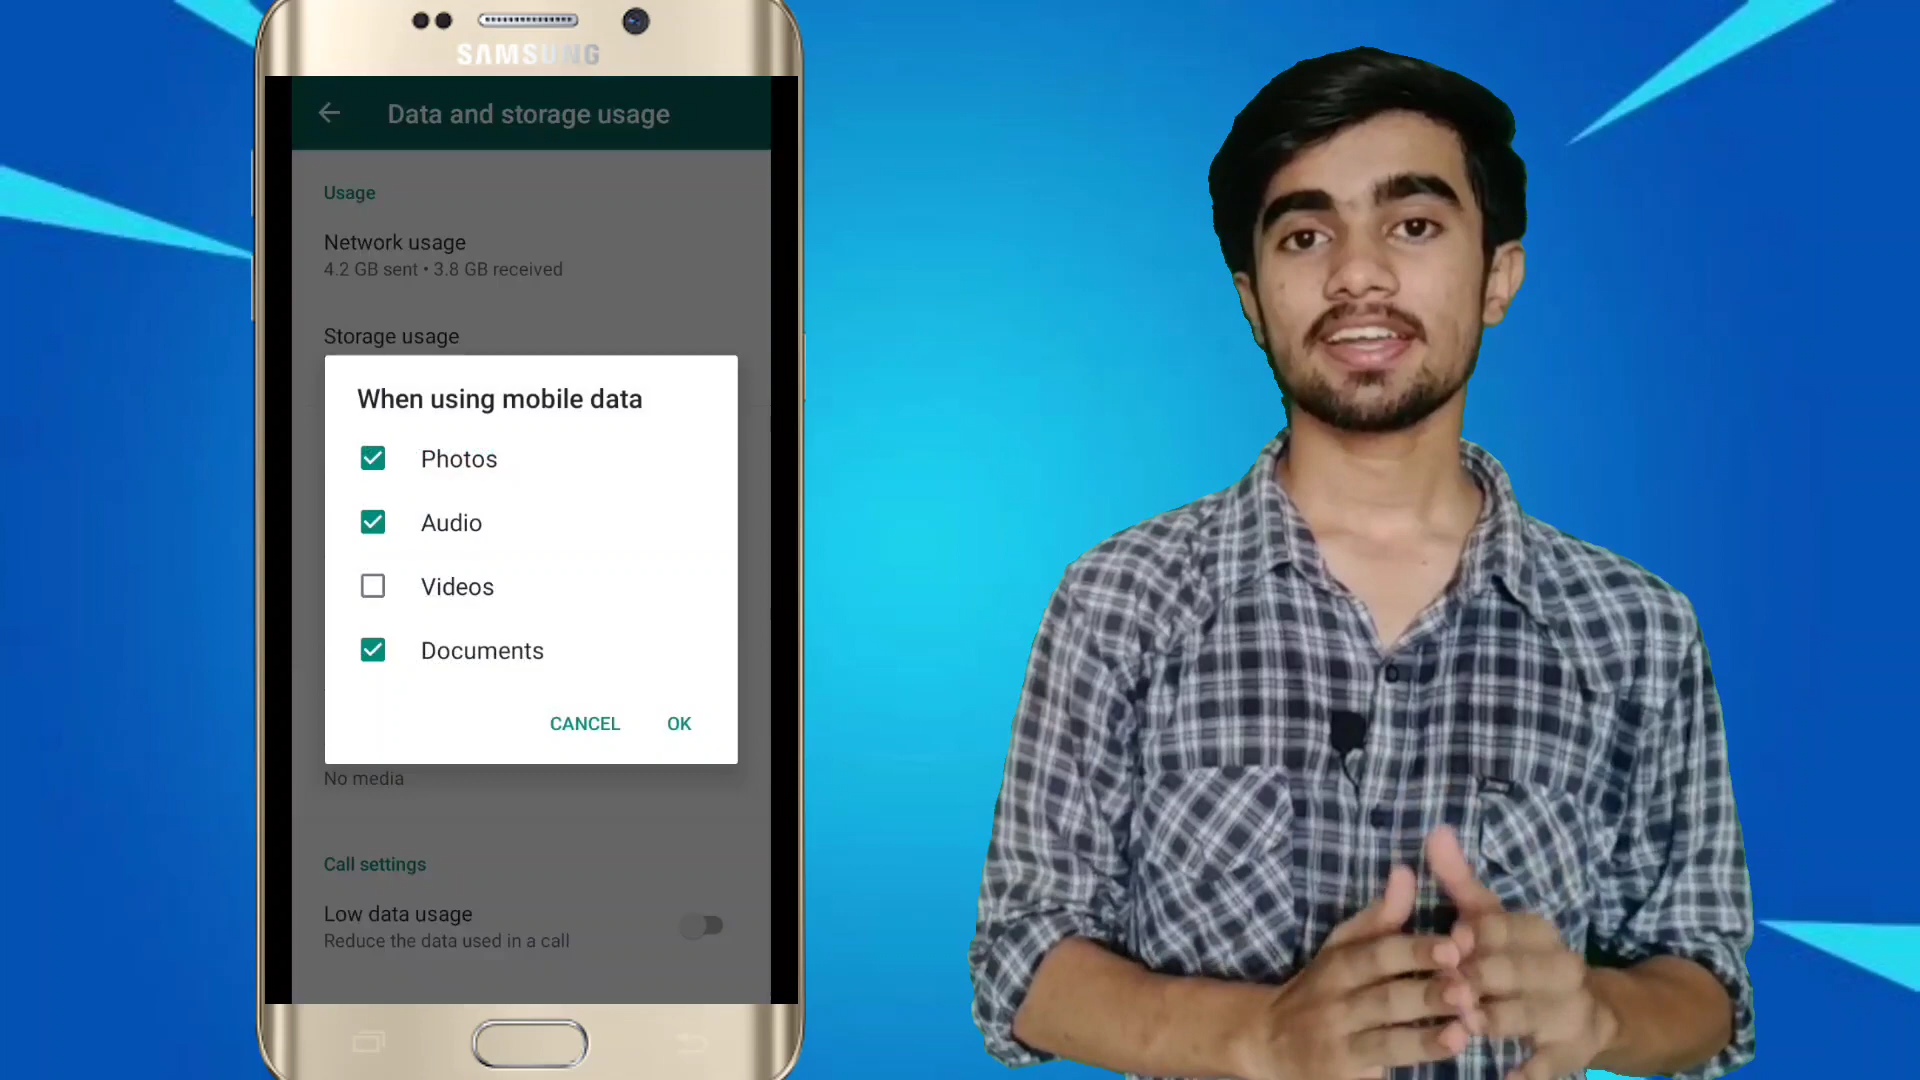 SAMSUNG
Data and storage usage
Usage
Network usage
4.2 GB sent • 3.8 GB received
Storage usage
When using mobile data
Photos
Audio
Videos
Documents
CANCEL OK
No media
Call settings
Low data usage
Reduce the data used in a call